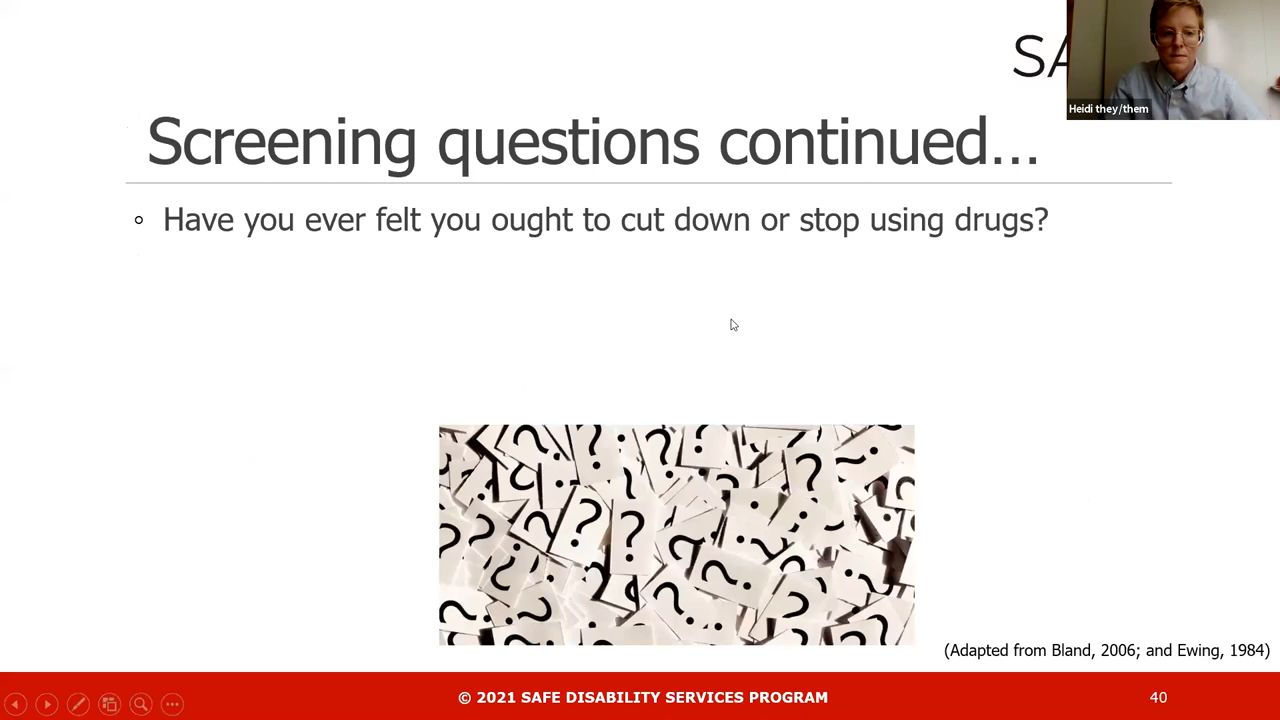 SA
Heidi they/them
Screening questions continued...
Have you ever felt you ought to cut down or stop using drugs?
(Adapted from Bland, 2006; and Ewing, 1984)
© 2021 SAFE DISABILITY SERVICES PROGRAM
40